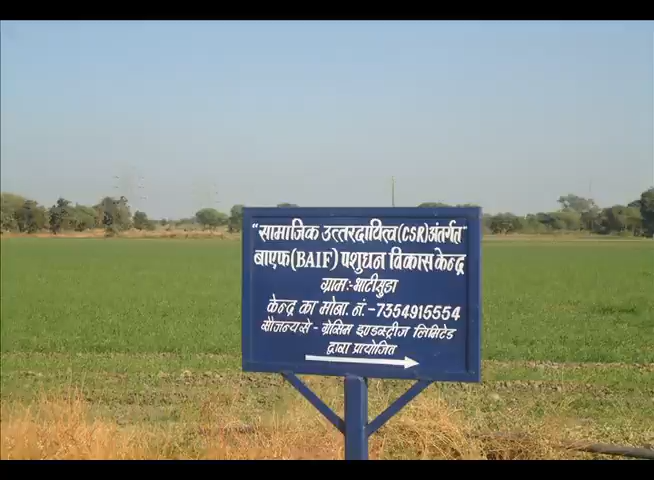 "सामाजिक उत्तरदायित्व(CSR)अंतर्गत"
बाएफ(BAIF) पशुधन विकास केन्द्र
ग्राम:-भाटीसुडा
केन्द्र का मोबा. नं.-7354915554
सौजन्य से - ग्रेसिम इण्डस्ट्रीज लिमिटेड
द्वारा प्रायोजित